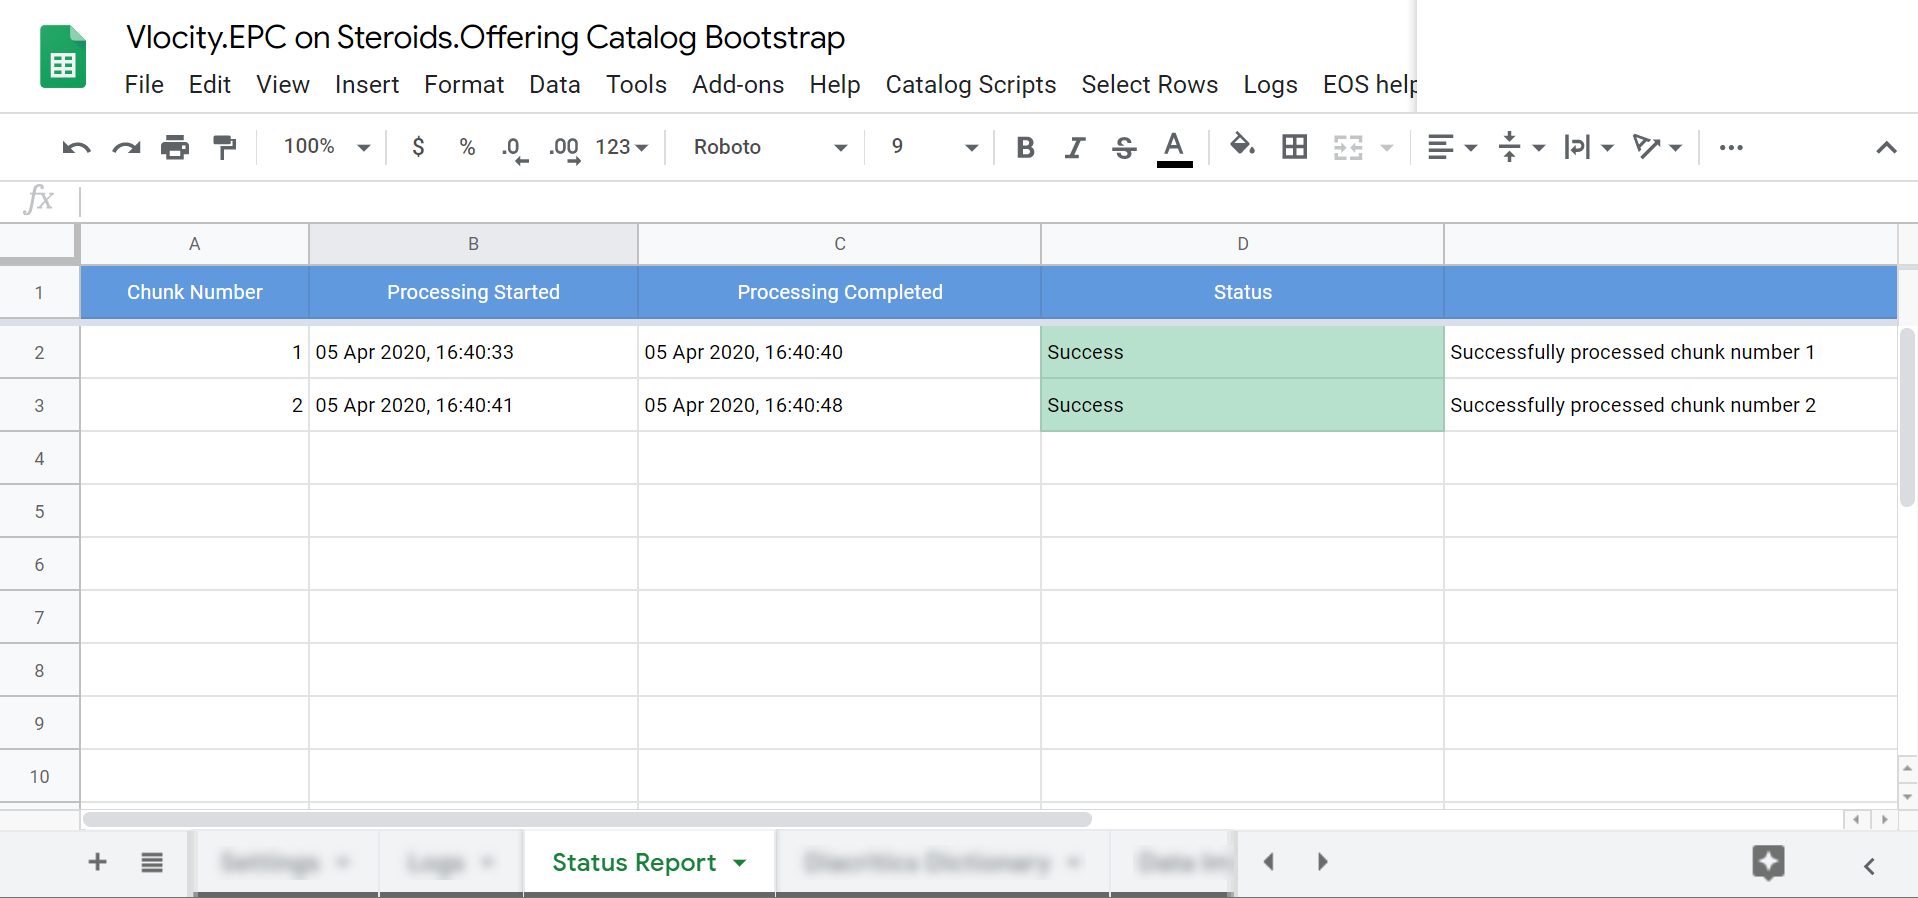 Vlocity.EPC on Steroids.Offering Catalog Bootstrap
File Edit View Insert Format Data Tools Add-ons Help Catalog Scripts Select Rows Logs EOS help
100% $ % .0 .00 123 Roboto 9 B I S A
fx
A B C D
1 Chunk Number Processing Started Processing Completed Status
2 1 05 Apr 2020, 16:40:33 05 Apr 2020, 16:40:40 Success Successfully processed chunk number 1
3 2 05 Apr 2020, 16:40:41 05 Apr 2020, 16:40:48 Success Successfully processed chunk number 2
4
5
6
7
8
9
10
Status Report